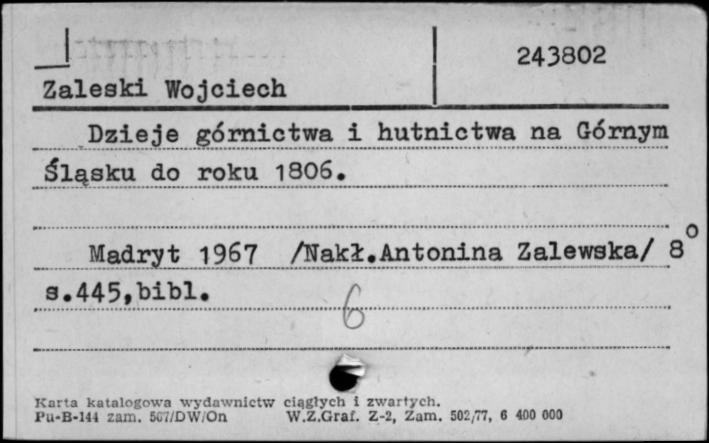 243802
Zaleski Wojciech
Dzieje górnictwa i hutnictwa na Górnym
Śląsku do roku 1806.
Madryt 1967 /Nakł.Antonina Zalewska/ 8°
s.445,bibl.
6
Karta katalogowa wydawnictw ciągłych i zwartych.
Pu-B-144 zam. 567/DW/On W.Z.Graf. Z-2, Zam. 502/77, 6 400 000